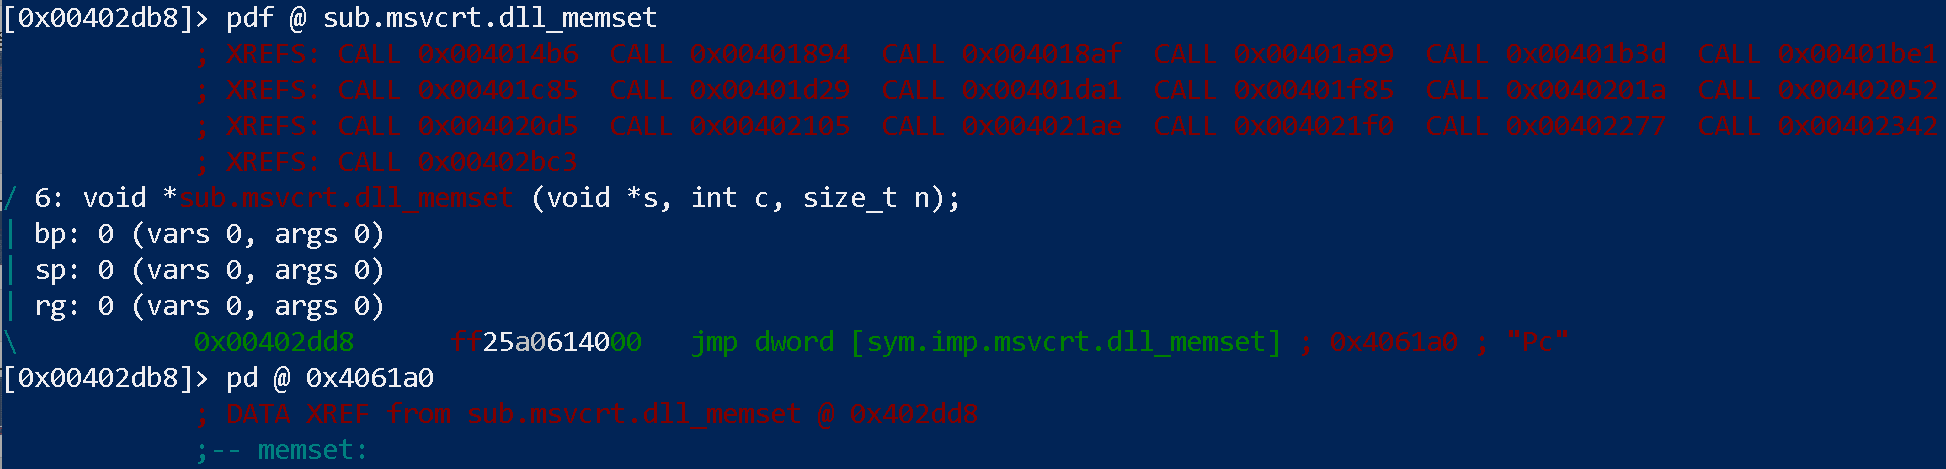 [0x00402db8]> pdf @ sub.msvcrt.dll_memset
; XREFS: CALL 0x004014b6  CALL 0x00401894  CALL 0x004018af  CALL 0x00401a99  CALL 0x00401b3d  CALL 0x00401be1
; XREFS: CALL 0x00401c85  CALL 0x00401d29  CALL 0x00401da1  CALL 0x00401f85  CALL 0x0040201a  CALL 0x00402052
; XREFS: CALL 0x004020d5  CALL 0x00402105  CALL 0x004021ae  CALL 0x004021f0  CALL 0x00402277  CALL 0x00402342
; XREFS: CALL 0x00402bc3
/ 6: void *sub.msvcrt.dll_memset (void *s, int c, size_t n);
| bp: 0 (vars 0, args 0)
| sp: 0 (vars 0, args 0)
| rg: 0 (vars 0, args 0)
\ 0x00402dd8 ff25a0614000 jmp dword [sym.imp.msvcrt.dll_memset] ; 0x4061a0 ; "Pc"
[0x00402db8]> pd @ 0x4061a0
; DATA XREF from sub.msvcrt.dll_memset @ 0x402dd8
;-- memset: